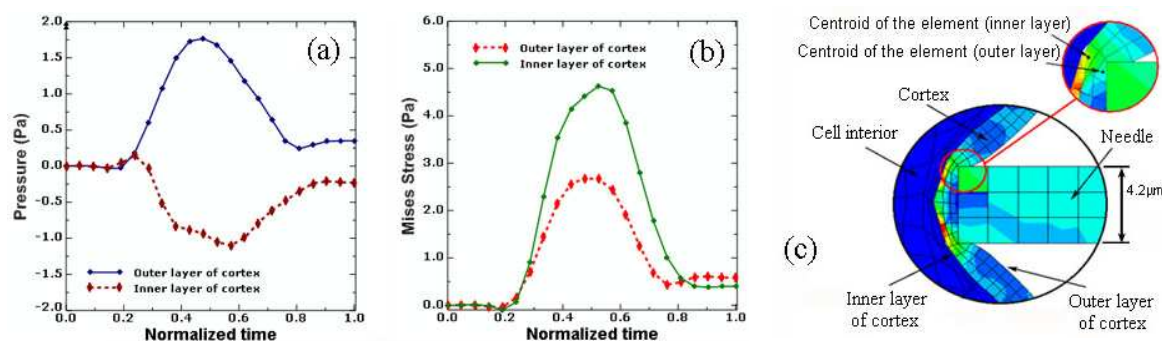 (a)
Pressure (Pa)
2.0
1.5
1.0
0.5
0.0
-0.5
-1.0
-1.5
2.0
Outer layer of cortex
Inner layer of cortex
0.0 0.2 0.4 0.6 0.8 1.0
Normalized time
(b)
Mises Stress (Pa)
6.0
5.0
4.0
3.0
2.0
1.0
0.0
Outer layer of cortex
Inner layer of cortex
0.0 0.2 0.4 0.6 0.8 1.0
Normalized time
Centroid of the element (inner layer)
Centroid of the element (outer layer)
Cortex
Cell interior
Needle
4.2μm
(c)
Inner layer
of cortex
Outer layer
of cortex